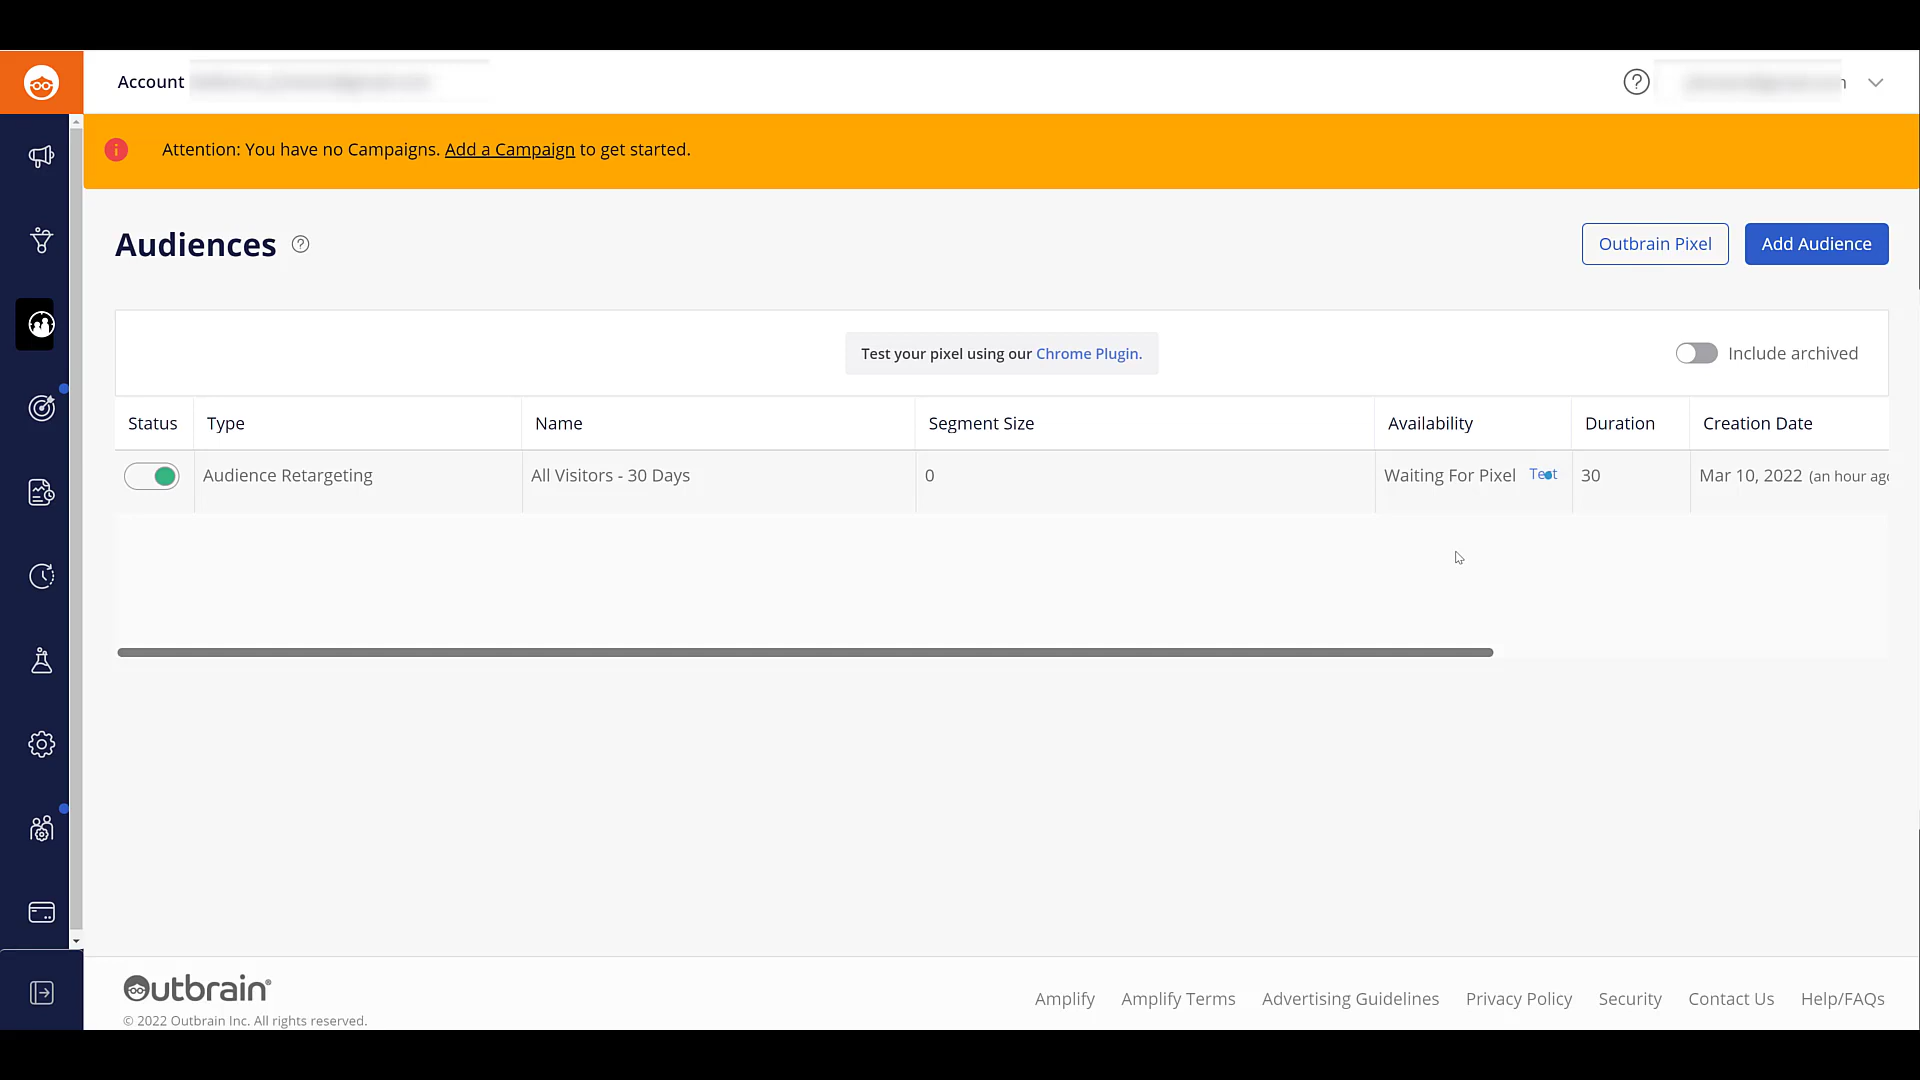 Account
Attention: You have no Campaigns. Add a Campaign to get started.
Audiences
Outbrain Pixel
Add Audience
Test your pixel using our Chrome Plugin.
Include archived
Status Type Name Segment Size Availability Duration Creation Date
Audience Retargeting All Visitors - 30 Days 0 Waiting For Pixel Test 30 Mar 10, 2022 (an hour ago
Outbrain
Amplify Amplify Terms Advertising Guidelines Privacy Policy Security Contact Us Help/FAQs
© 2022 Outbrain Inc. All rights reserved.